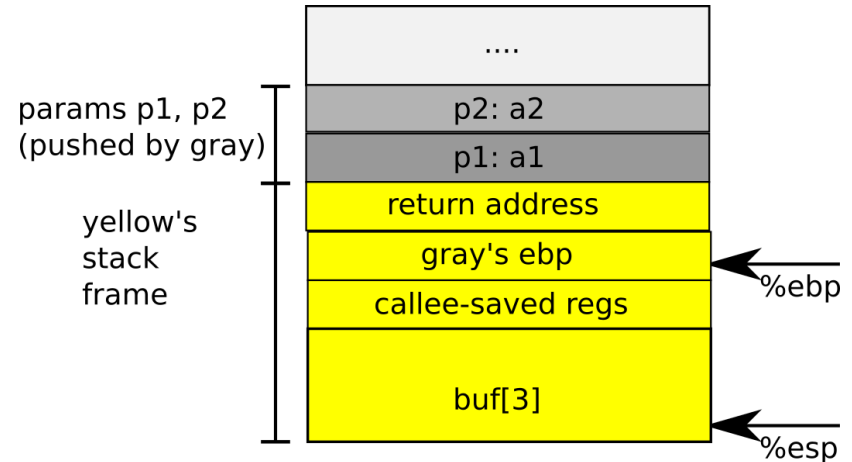 ....
params p1, p2
(pushed by gray)
p2: a2
p1: a1
yellow's
stack
frame
return address
gray's ebp
%ebp
callee-saved regs
buf[3]
%esp